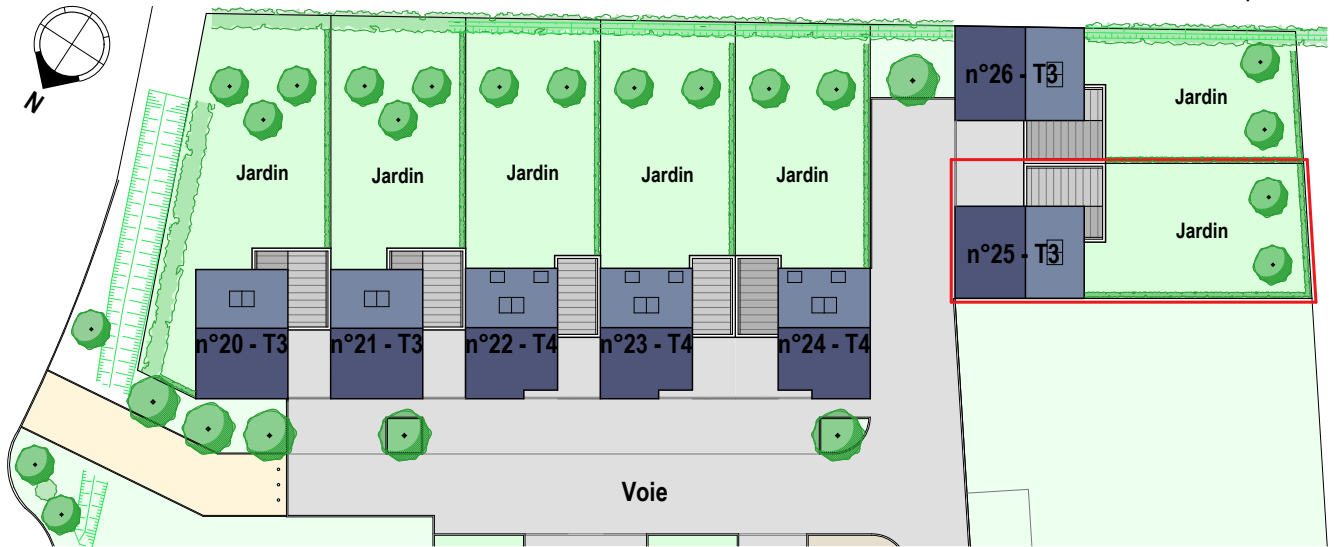 N
n°26 - T3
Jardin
Jardin
Jardin
Jardin
Jardin
Jardin
Jardin
n°25 - T3
n°20 - T3
n°21 - T3
n°22 - T4
n°23 - T4
n°24 - T4
Voie